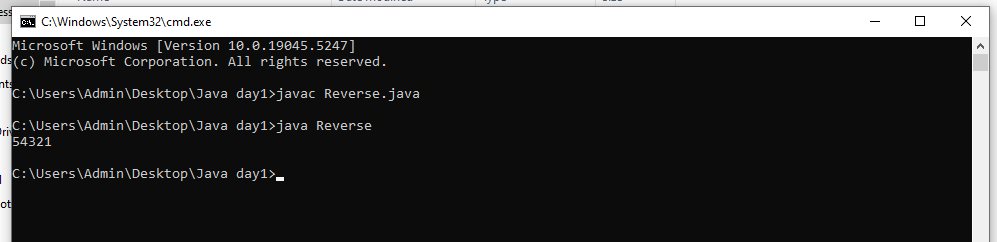 C:\Windows\System32\cmd.exe
Microsoft Windows [Version 10.0.19045.5247]
(c) Microsoft Corporation. All rights reserved.
C:\Users\Admin\Desktop\Java day1>javac Reverse.java
C:\Users\Admin\Desktop\Java day1>java Reverse
54321
C:\Users\Admin\Desktop\Java day1>